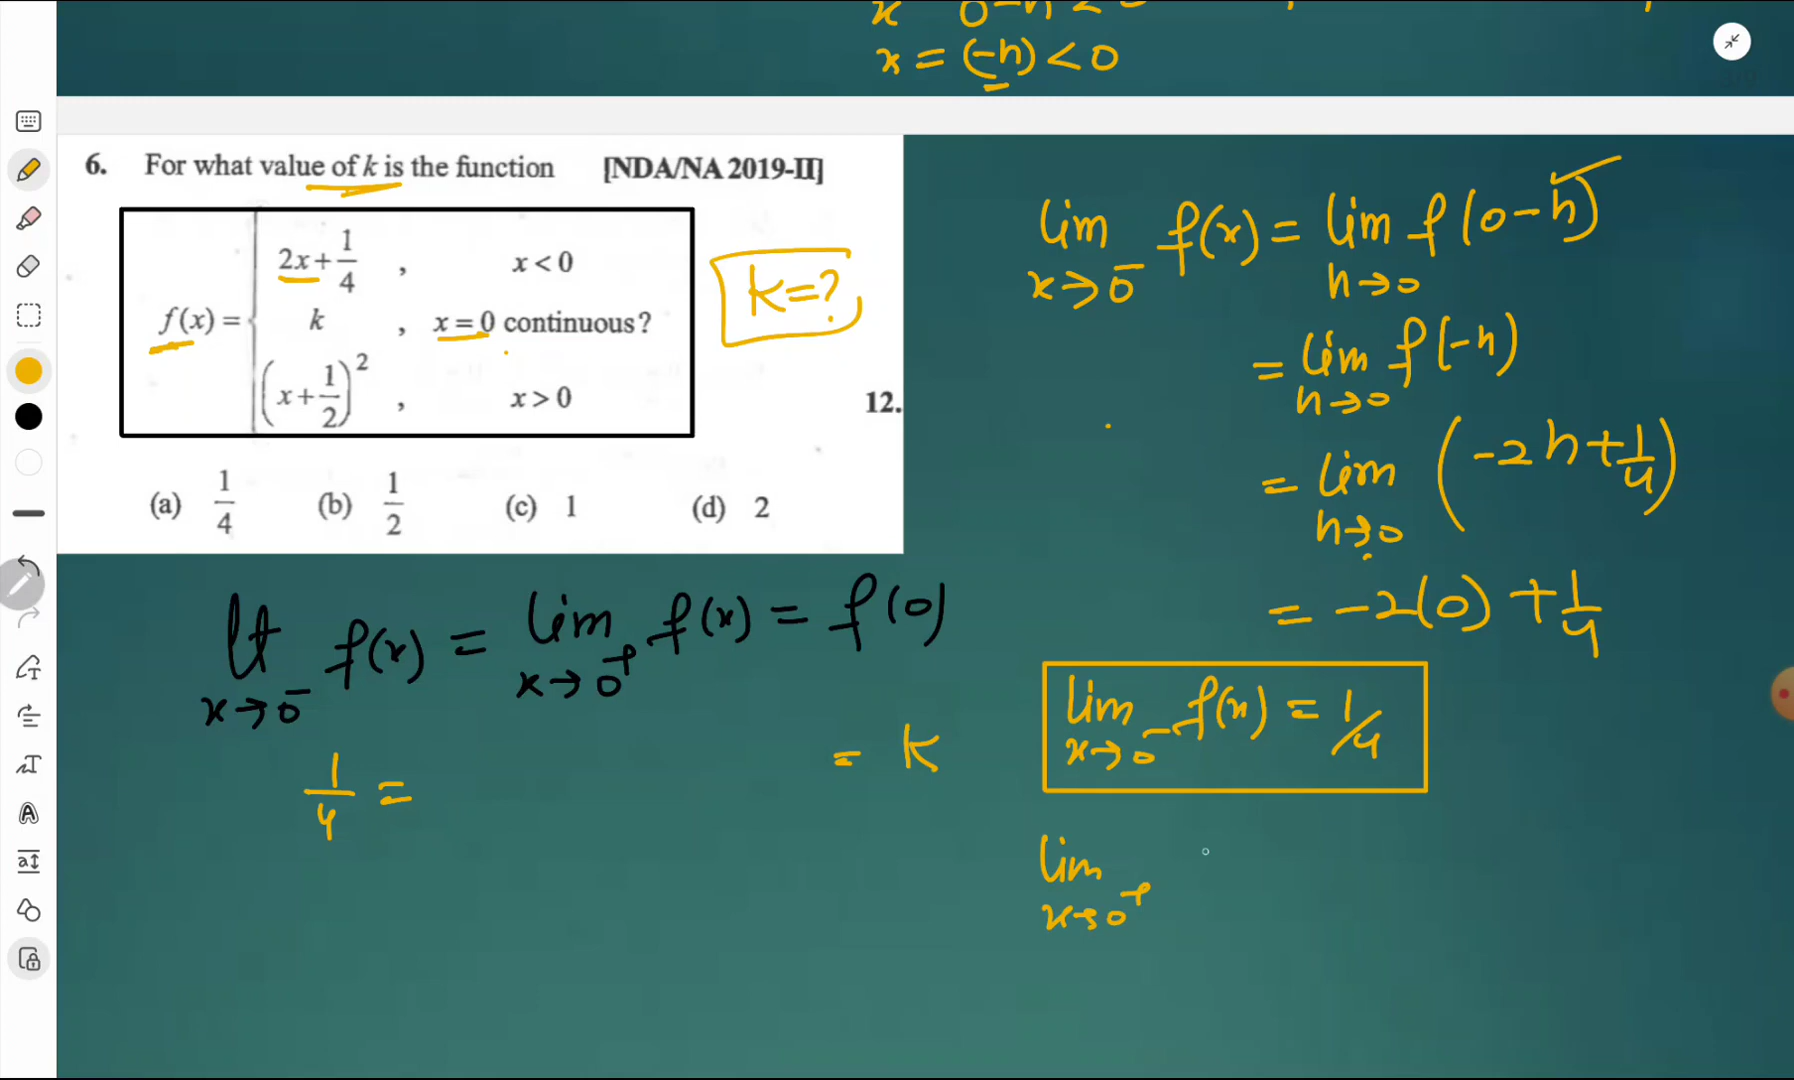 x = (-h) < 0
6. For what value of k is the function [NDA/NA 2019-II]
2x + 1/4 , x < 0
f(x) = k , x = 0 continuous?
(x + 1/2)² , x > 0
k = ?
12.
(a) 1/4 (b) 1/2 (c) 1 (d) 2
lt x→0⁻ f(x) = lim x→0⁺ f(x) = f(0)
1/4 = = k
lim x→0⁻ f(x) = lim h→0 f(0-h)
= lim h→0 f(-h)
= lim h→0 (-2h + 1/4)
= -2(0) + 1/4
lim x→0⁻ f(x) = 1/4
lim x→0⁺